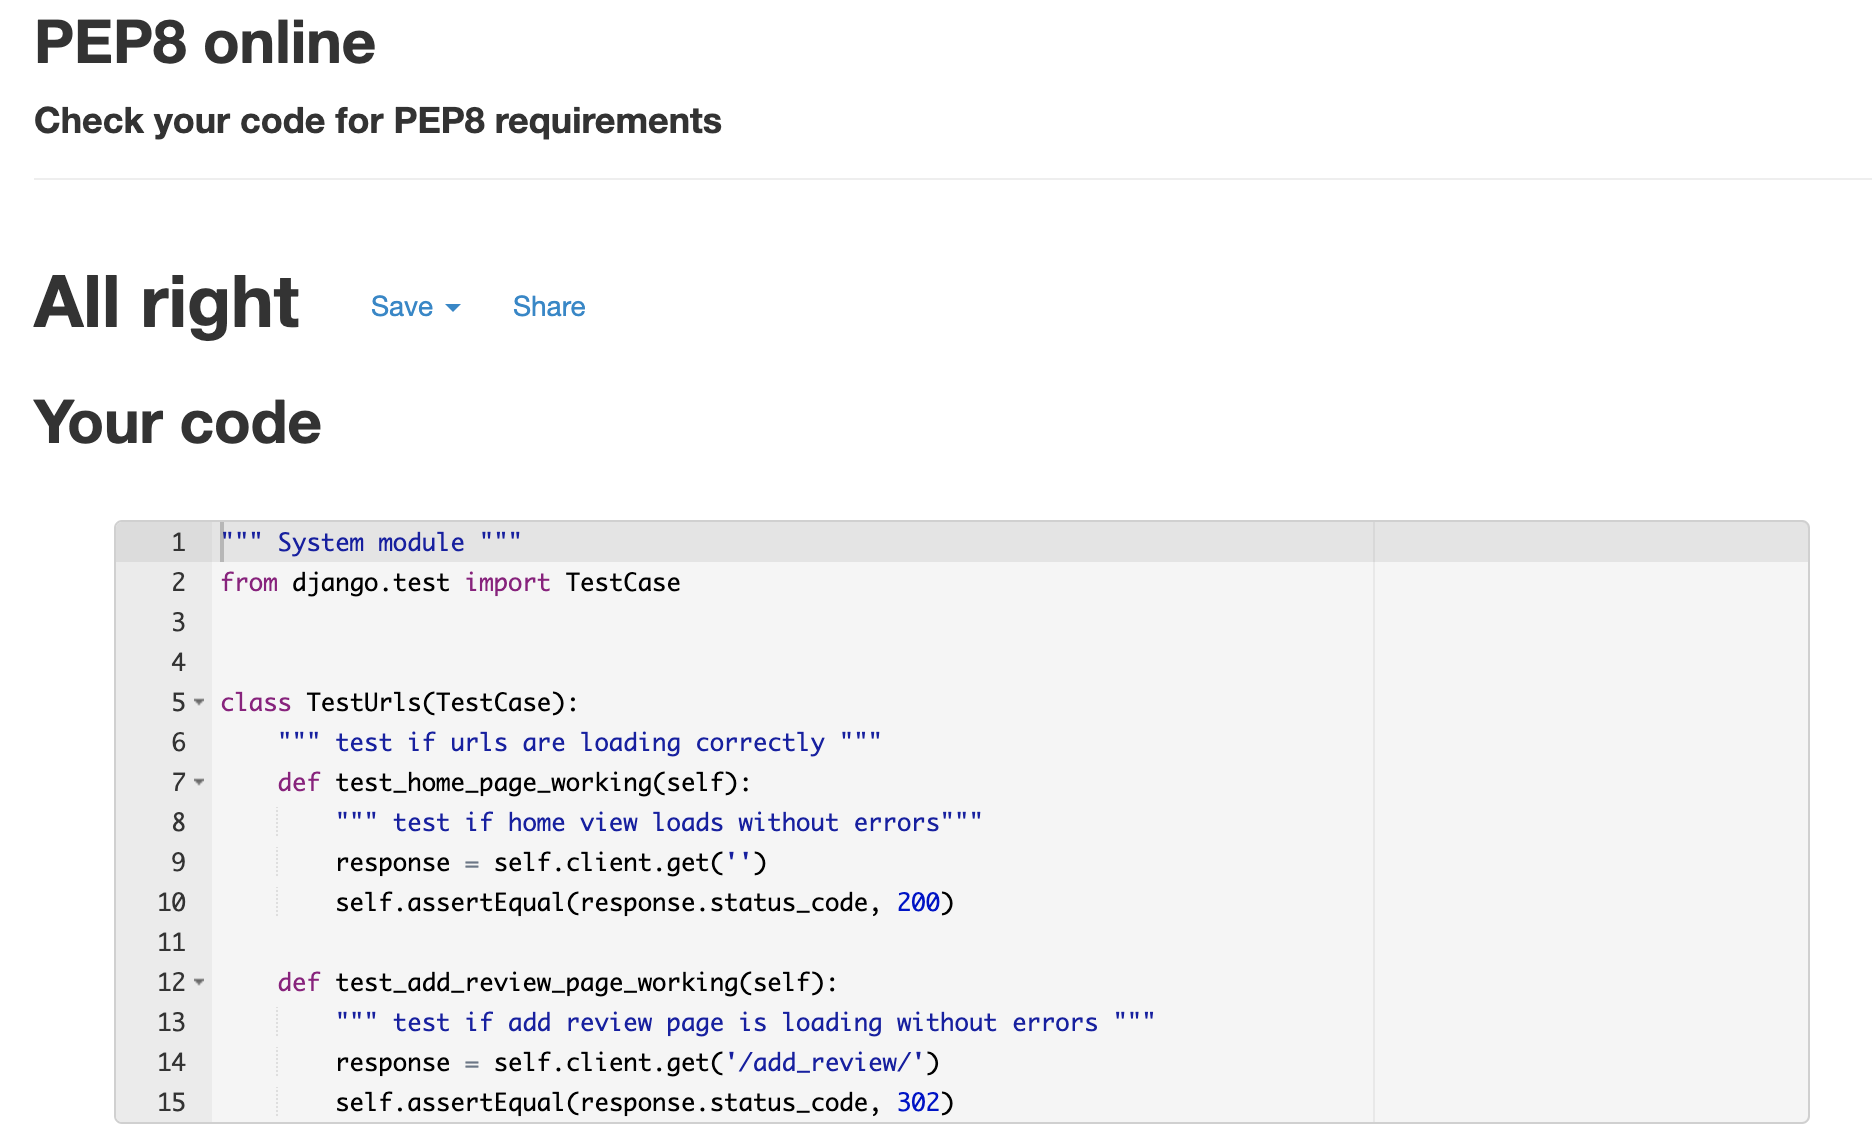 PEP8 online
Check your code for PEP8 requirements
All right Save Share
Your code
1 """ System module """
2 from django.test import TestCase
3
4
5 class TestUrls(TestCase):
6     """ test if urls are loading correctly """
7     def test_home_page_working(self):
8         """ test if home view loads without errors"""
9         response = self.client.get('')
10         self.assertEqual(response.status_code, 200)
11
12     def test_add_review_page_working(self):
13         """ test if add review page is loading without errors """
14         response = self.client.get('/add_review/')
15         self.assertEqual(response.status_code, 302)